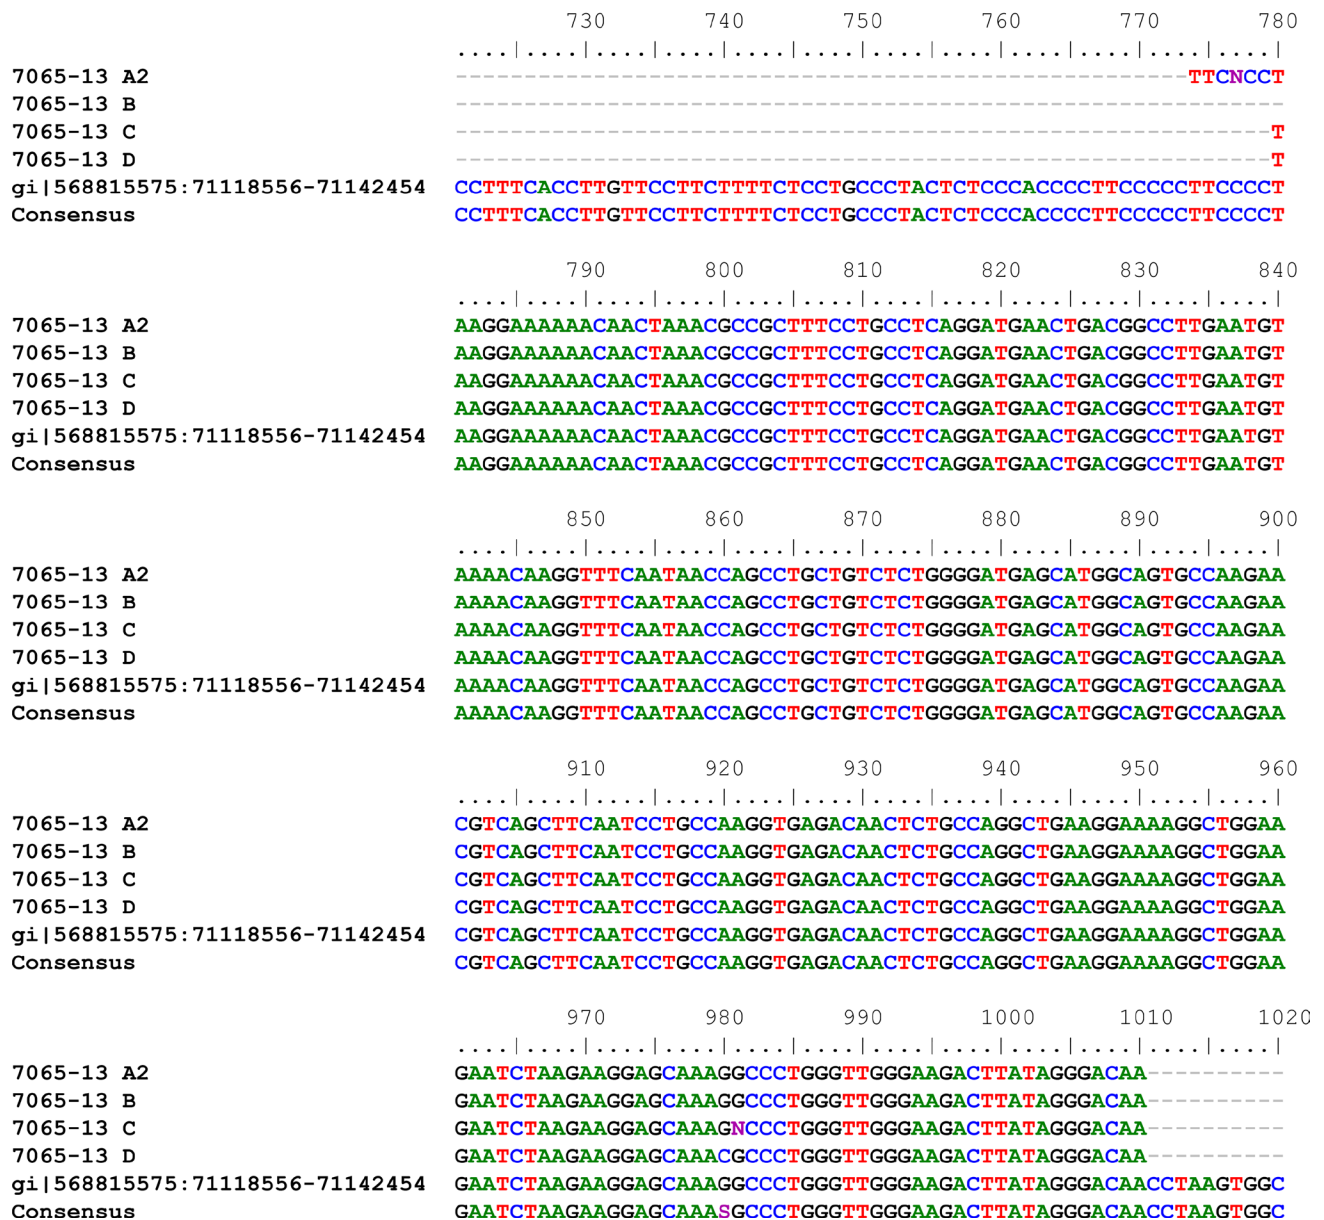 730 740 750 760 770 780
....|....|....|....|....|....|....|....|....|....|....|....|
7065-13 A2 -----------------------------------------------------TTCNCCT
7065-13 B ------------------------------------------------------------
7065-13 C -----------------------------------------------------------T
7065-13 D -----------------------------------------------------------T
gi|568815575:71118556-71142454 CCTTTCACCTTGTTCCTTCTTTTCTCCTGCCCTACTCTCCCACCCCTTCCCCCTTCCCCT
Consensus CCTTTCACCTTGTTCCTTCTTTTCTCCTGCCCTACTCTCCCACCCCTTCCCCCTTCCCCT
790 800 810 820 830 840
....|....|....|....|....|....|....|....|....|....|....|....|
7065-13 A2 AAGGAAAAAACAACTAAACGCCGCTTTCCTGCCTCAGGATGAACTGACGGCCTTGAATGT
7065-13 B AAGGAAAAAACAACTAAACGCCGCTTTCCTGCCTCAGGATGAACTGACGGCCTTGAATGT
7065-13 C AAGGAAAAAACAACTAAACGCCGCTTTCCTGCCTCAGGATGAACTGACGGCCTTGAATGT
7065-13 D AAGGAAAAAACAACTAAACGCCGCTTTCCTGCCTCAGGATGAACTGACGGCCTTGAATGT
gi|568815575:71118556-71142454 AAGGAAAAAACAACTAAACGCCGCTTTCCTGCCTCAGGATGAACTGACGGCCTTGAATGT
Consensus AAGGAAAAAACAACTAAACGCCGCTTTCCTGCCTCAGGATGAACTGACGGCCTTGAATGT
850 860 870 880 890 900
....|....|....|....|....|....|....|....|....|....|....|....|
7065-13 A2 AAAACAAGGTTTCAATAACCAGCCTGCTGTCTCTGGGGATGAGCATGGCAGTGCCAAGAA
7065-13 B AAAACAAGGTTTCAATAACCAGCCTGCTGTCTCTGGGGATGAGCATGGCAGTGCCAAGAA
7065-13 C AAAACAAGGTTTCAATAACCAGCCTGCTGTCTCTGGGGATGAGCATGGCAGTGCCAAGAA
7065-13 D AAAACAAGGTTTCAATAACCAGCCTGCTGTCTCTGGGGATGAGCATGGCAGTGCCAAGAA
gi|568815575:71118556-71142454 AAAACAAGGTTTCAATAACCAGCCTGCTGTCTCTGGGGATGAGCATGGCAGTGCCAAGAA
Consensus AAAACAAGGTTTCAATAACCAGCCTGCTGTCTCTGGGGATGAGCATGGCAGTGCCAAGAA
910 920 930 940 950 960
....|....|....|....|....|....|....|....|....|....|....|....|
7065-13 A2 CGTCAGCTTCAATCCTGCCAAGGTGAGACAACTCTGCCAGGCTGAAGGAAAAGGCTGGAA
7065-13 B CGTCAGCTTCAATCCTGCCAAGGTGAGACAACTCTGCCAGGCTGAAGGAAAAGGCTGGAA
7065-13 C CGTCAGCTTCAATCCTGCCAAGGTGAGACAACTCTGCCAGGCTGAAGGAAAAGGCTGGAA
7065-13 D CGTCAGCTTCAATCCTGCCAAGGTGAGACAACTCTGCCAGGCTGAAGGAAAAGGCTGGAA
gi|568815575:71118556-71142454 CGTCAGCTTCAATCCTGCCAAGGTGAGACAACTCTGCCAGGCTGAAGGAAAAGGCTGGAA
Consensus CGTCAGCTTCAATCCTGCCAAGGTGAGACAACTCTGCCAGGCTGAAGGAAAAGGCTGGAA
970 980 990 1000 1010 1020
....|....|....|....|....|....|....|....|....|....|....|....|
7065-13 A2 GAATCTAAGAAGGAGCAAAGGCCCTGGGTTGGGAAGACTTATAGGGACAA----------
7065-13 B GAATCTAAGAAGGAGCAAAGGCCCTGGGTTGGGAAGACTTATAGGGACAA----------
7065-13 C GAATCTAAGAAGGAGCAAAGNCCCTGGGTTGGGAAGACTTATAGGGACAA----------
7065-13 D GAATCTAAGAAGGAGCAAACGCCCTGGGTTGGGAAGACTTATAGGGACAA----------
gi|568815575:71118556-71142454 GAATCTAAGAAGGAGCAAAGGCCCTGGGTTGGGAAGACTTATAGGGACAACCTAAGTGGC
Consensus GAATCTAAGAAGGAGCAAASGCCCTGGGTTGGGAAGACTTATAGGGACAACCTAAGTGGC